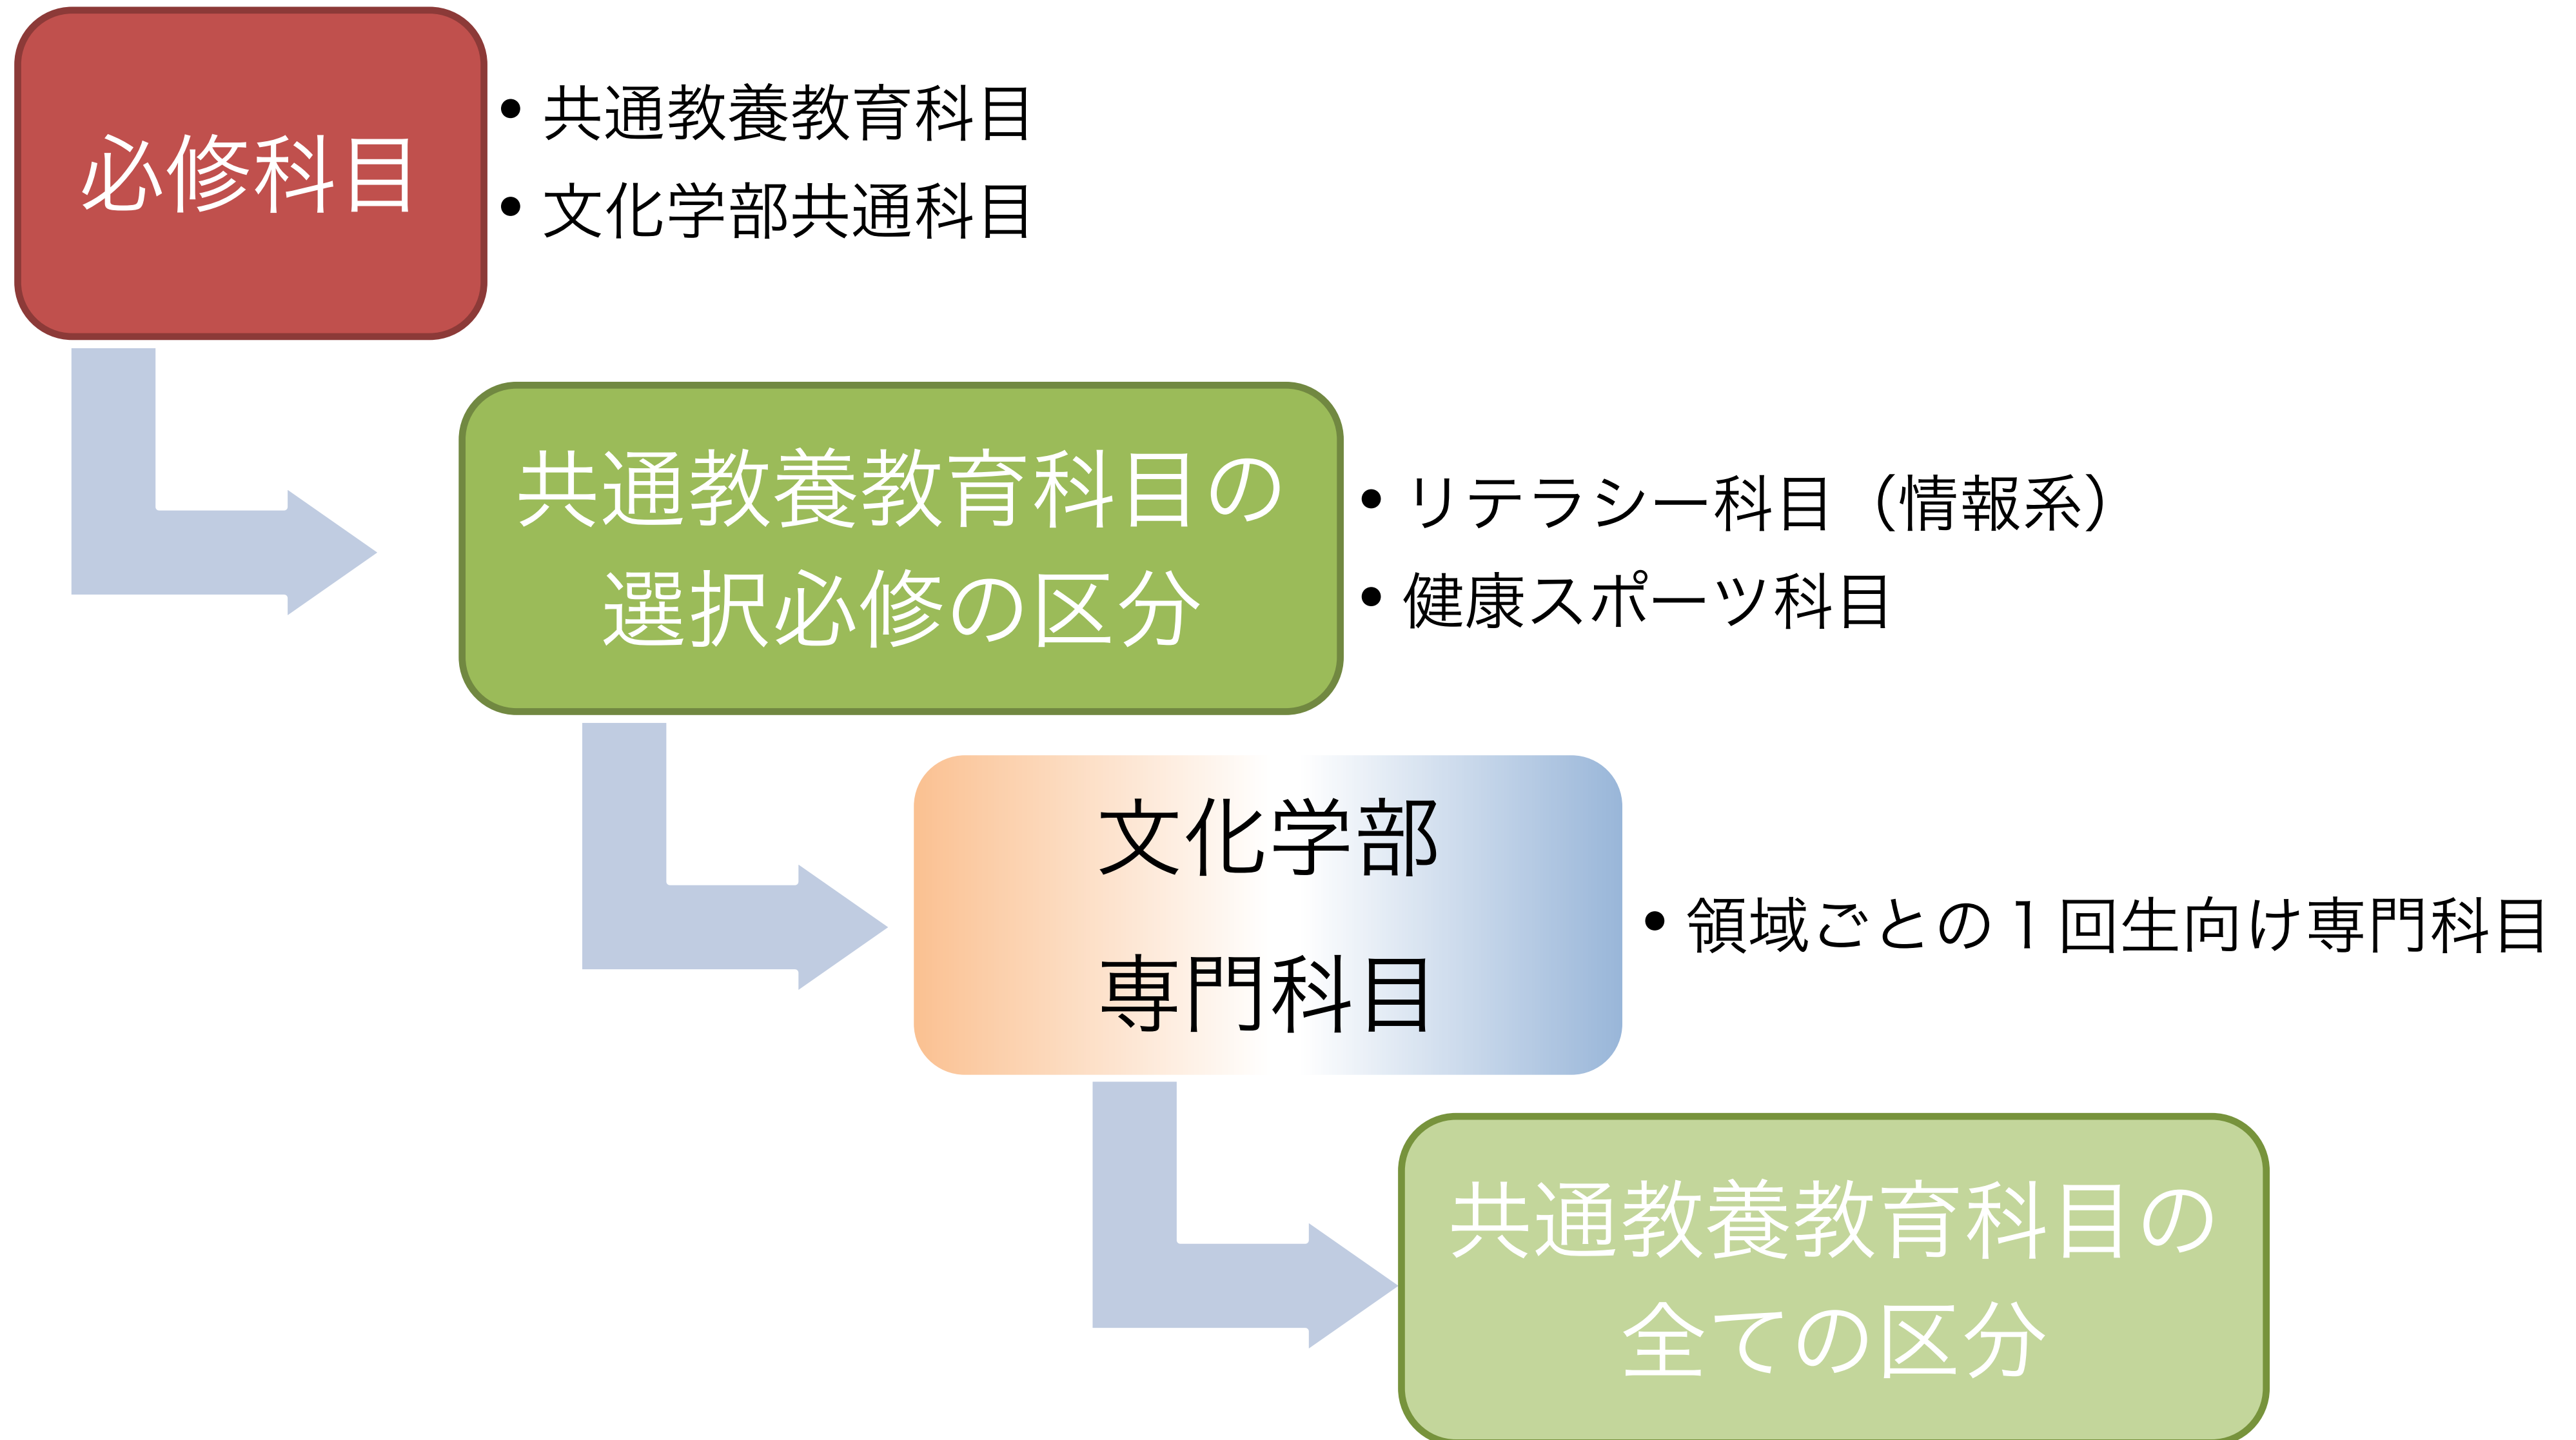 必修科目
• 共通教養教育科目
• 文化学部共通科目
共通教養教育科目の
選択必修の区分
• リテラシー科目（情報系）
• 健康スポーツ科目
文化学部
専門科目
• 領域ごとの１回生向け専門科目
共通教養教育科目の
全ての区分